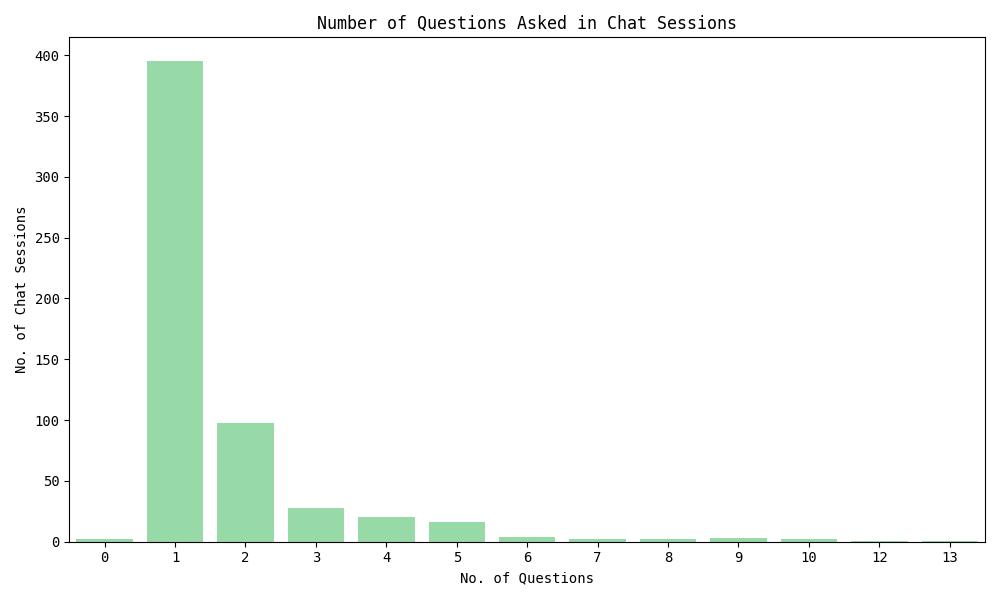 Number of Questions Asked in Chat Sessions
No. of Chat Sessions
400
350
300
250
200
150
100
50
0
0 1 2 3 4 5 6 7 8 9 10 12 13
No. of Questions